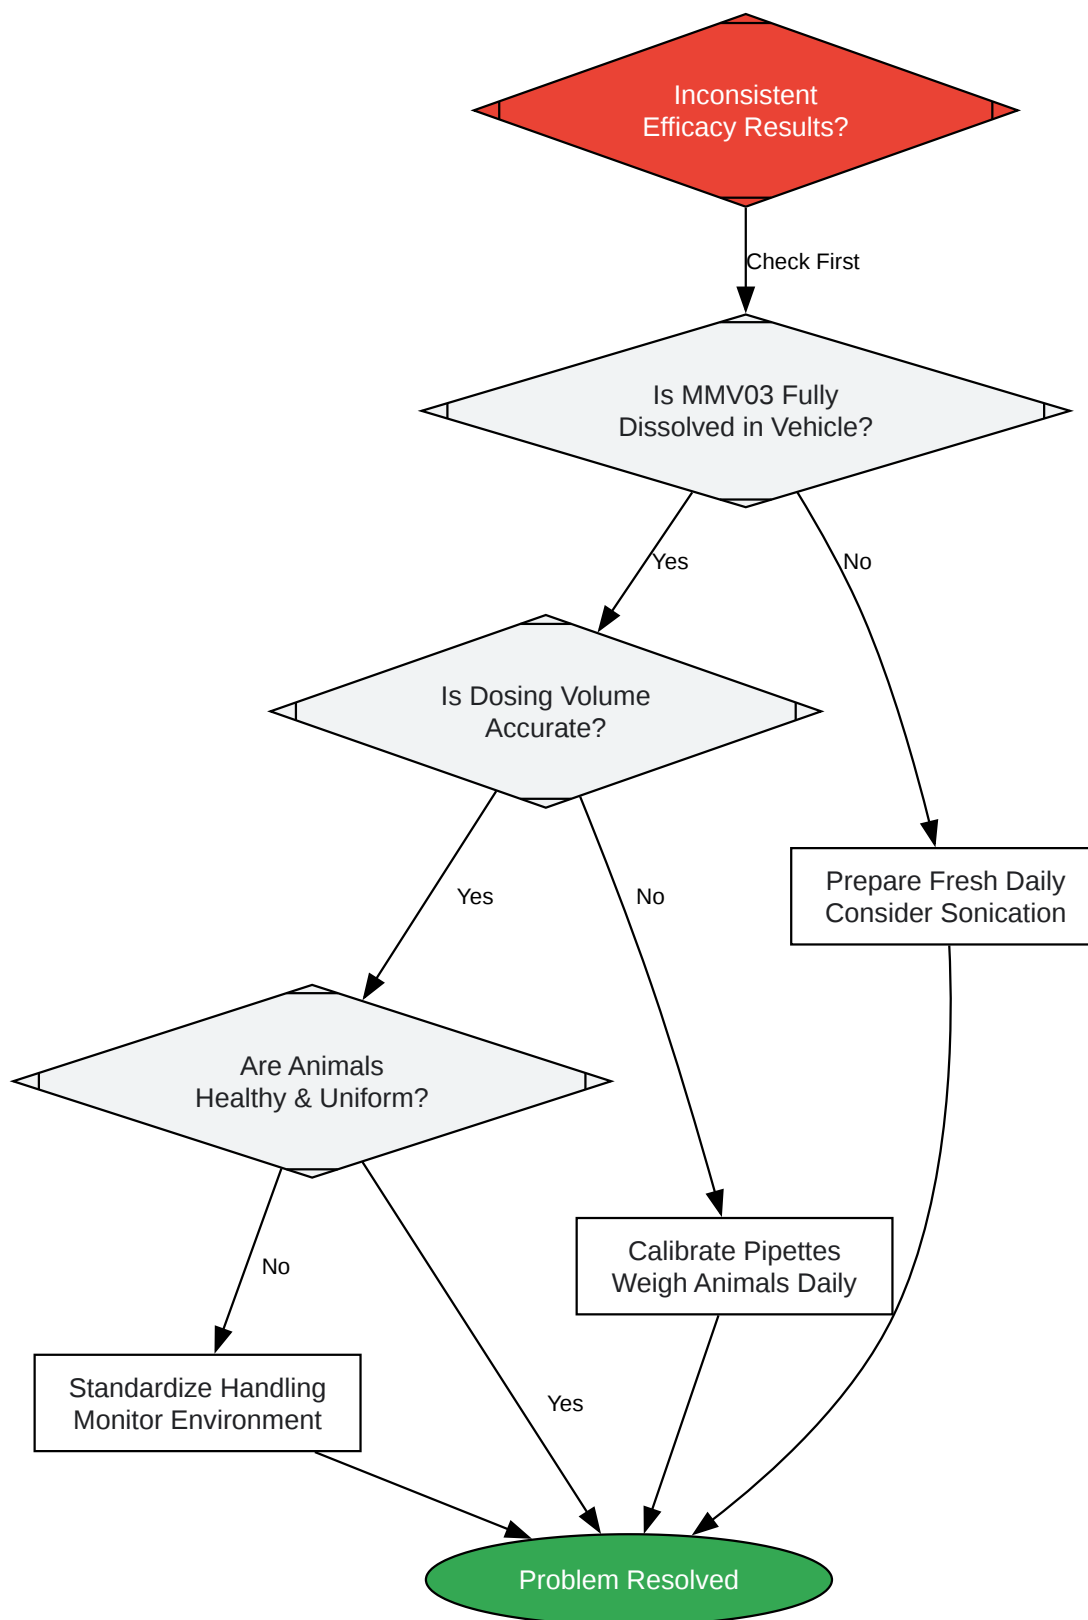 Inconsistent
Efficacy Results?
Check First
Is MMV03 Fully
Dissolved in Vehicle?
Yes
No
Is Dosing Volume
Accurate?
Prepare Fresh Daily
Consider Sonication
Yes
No
Are Animals
Healthy & Uniform?
Calibrate Pipettes
Weigh Animals Daily
No
Yes
Standardize Handling
Monitor Environment
Problem Resolved